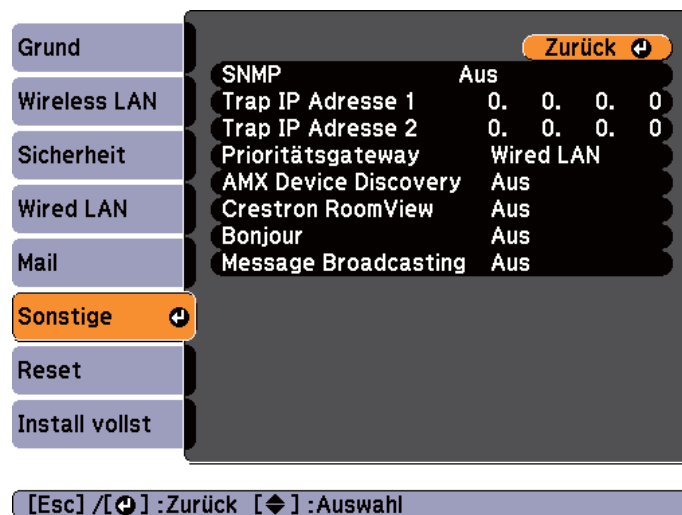 Grund
Wireless LAN
Sicherheit
Wired LAN
Mail
Sonstige
Reset
Install vollst
Zurück
SNMP Aus
Trap IP Adresse 1 0. 0. 0. 0
Trap IP Adresse 2 0. 0. 0. 0
Prioritätsgateway Wired LAN
AMX Device Discovery Aus
Crestron RoomView Aus
Bonjour Aus
Message Broadcasting Aus
[Esc] /[⏎] :Zurück [◆] :Auswahl